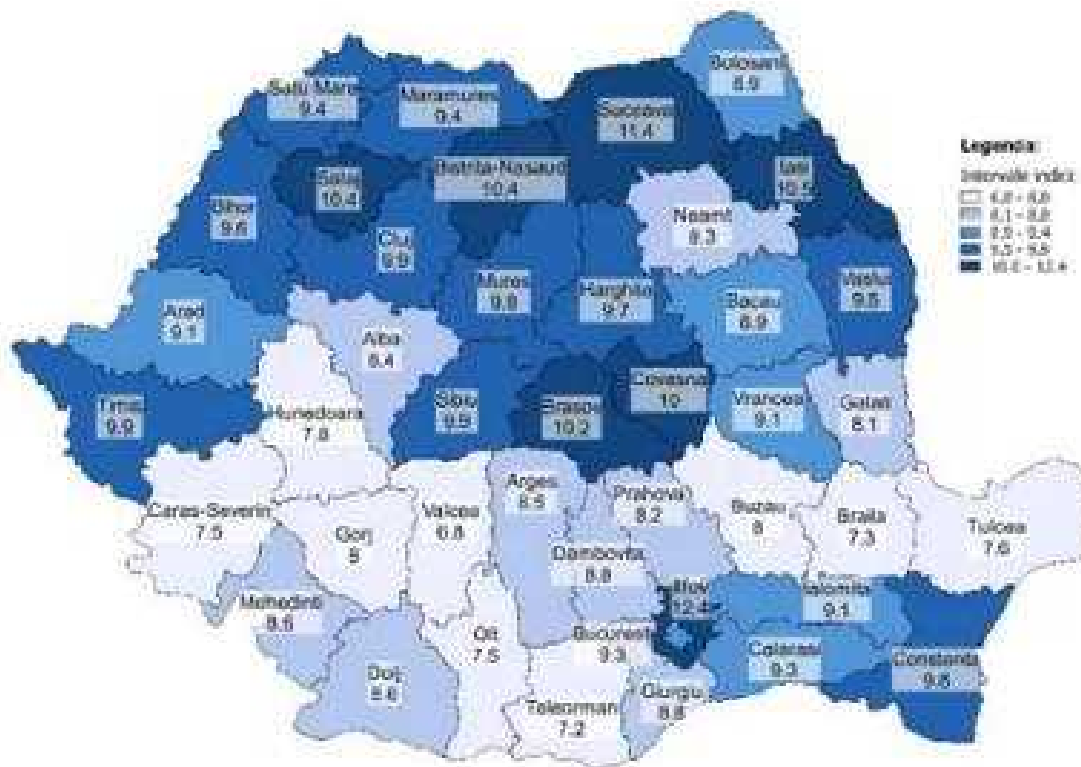 Botosani
8.9
Satu Mare
9.4
Maramures
9.4
Suceava
11.4
Legenda:
Intervale index
Iasi
10.5
Bistrita-Nasaud
10.4
Salaj
10.4
Bihor
9.6
Neamt
8.3
Cluj
9.9
Mures
9.8
Harghita
9.7
Vaslui
9.5
Bacau
8.9
Arad
9.1
Alba
8.4
Covasna
10
Timis
9.9
Sibiu
9.9
Brasov
10.2
Vrancea
9.1
Galati
8.1
Hunedoara
7.8
Arges
8.5
Prahova
8.2
Caras-Severin
7.5
Valcea
6.8
Buzau
8
Braila
7.3
Tulcea
7.6
Gorj
8
Dambovita
8.8
Ilfov
12.4
Ialomita
9.1
Mehedinti
8.6
Olt
7.5
Bucuresti
9.3
Calarasi
9.3
Constanta
9.8
Dolj
8.6
Giurgiu
8.8
Teleorman
7.2